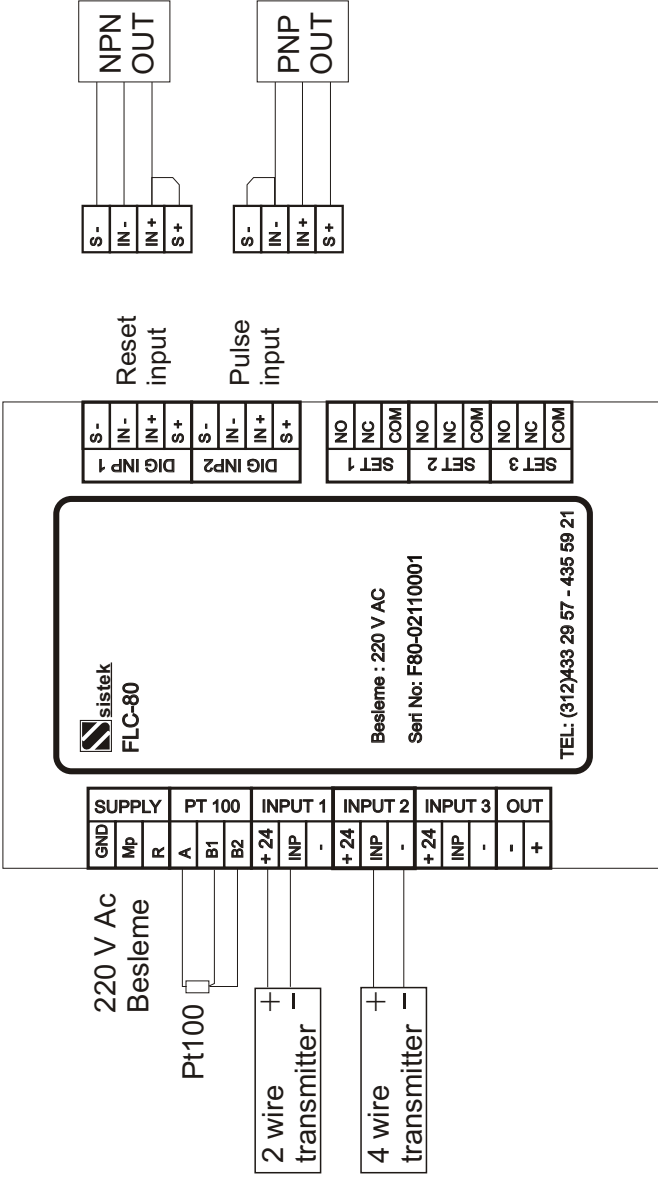 NPN
OUT
PNP
OUT
S -
IN -
IN +
S +
S -
IN -
IN +
S +
Reset
input
Pulse
input
S -
IN -
IN +
S +
S -
IN -
IN +
S +
NO
NC
COM
NO
NC
COM
NO
NC
COM
DIG INP 1
DIG INP2
SET 1
SET 2
SET 3
sistek
FLC-80
Besleme : 220 V AC
Seri No: F80-02110001
TEL: (312)433 29 57 - 435 59 21
SUPPLY
PT 100
INPUT 1
INPUT 2
INPUT 3
OUT
GND
Mp
R
A
B1
B2
+ 24
INP
-
+ 24
INP
-
+ 24
INP
-
-
+
220 V Ac
Besleme
Pt100
2 wire
transmitter
+
-
4 wire
transmitter
+
-